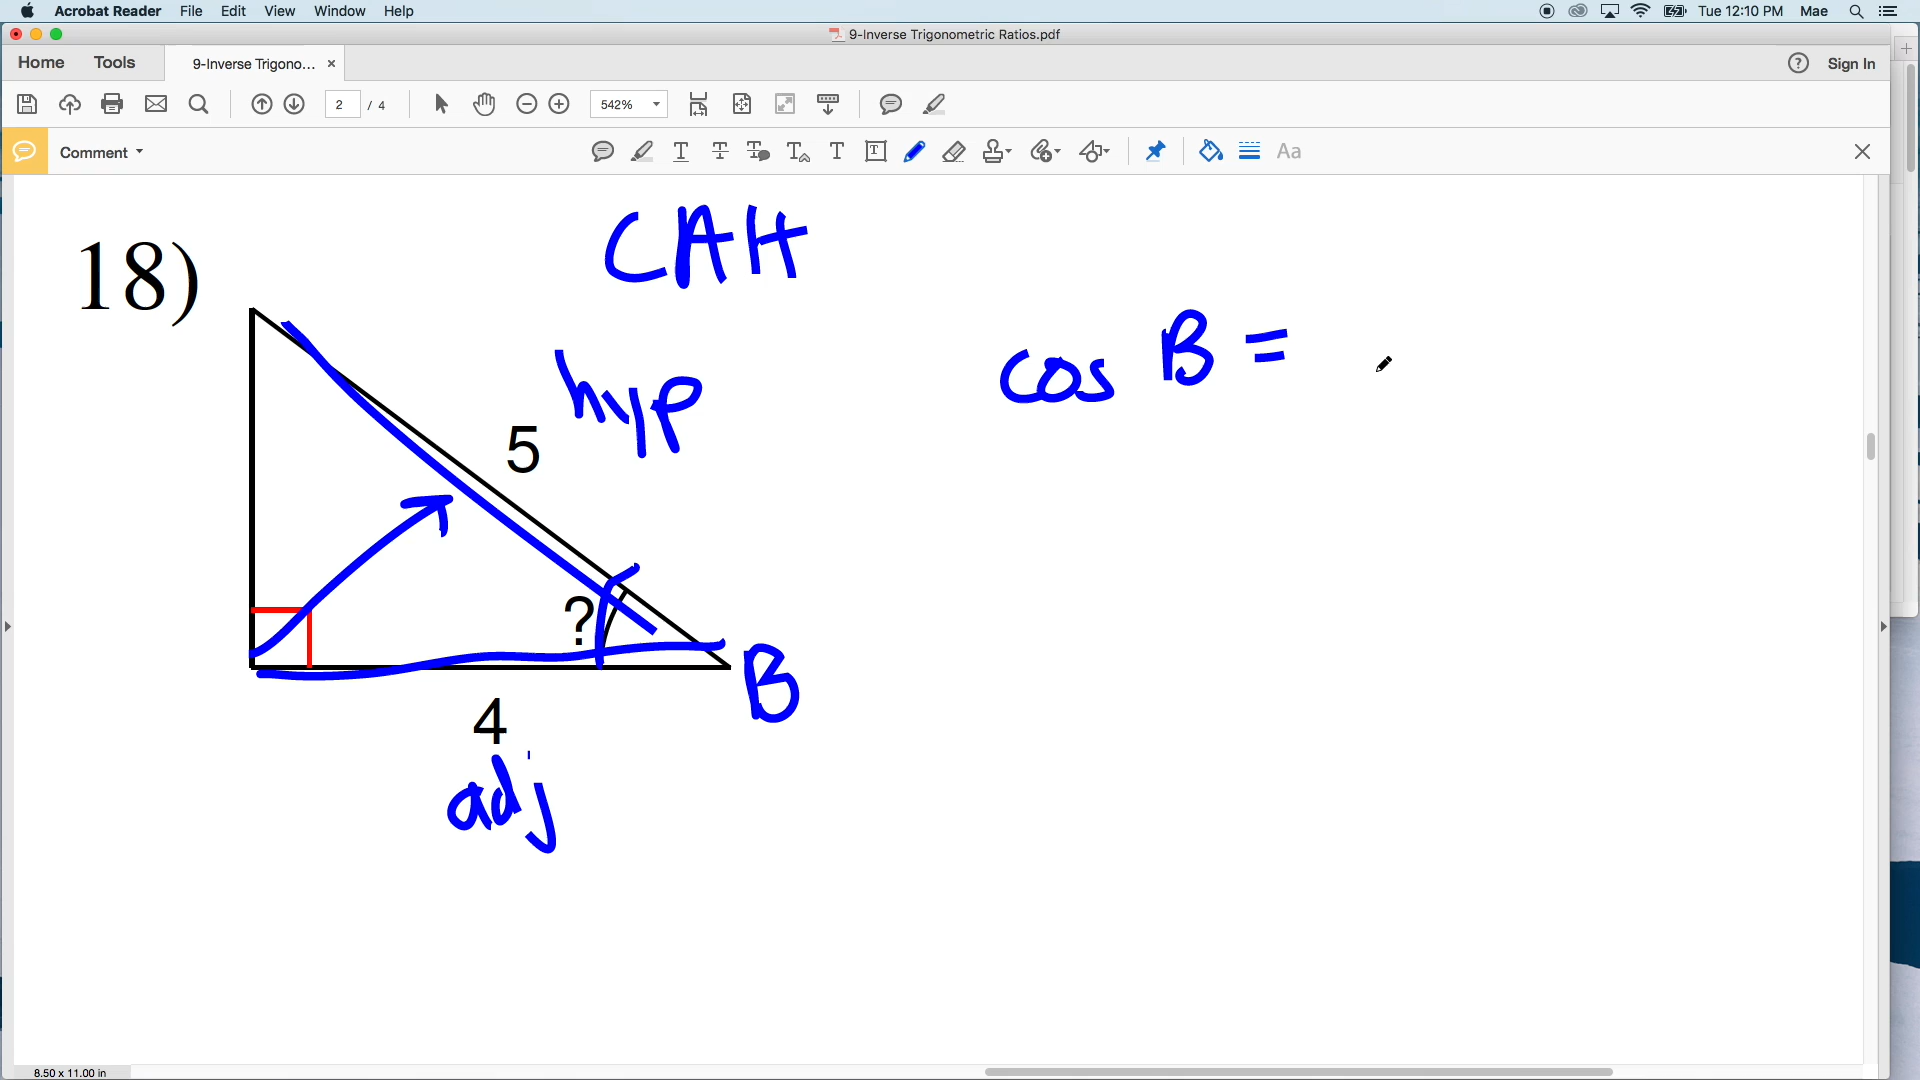 Acrobat Reader File Edit View Window Help Tue 12:10 PM Mae
9-Inverse Trigonometric Ratios.pdf
Home Tools 9-Inverse Trigono... × Sign In
2 / 4 542%
Comment Aa
CAH
18)
cos B =
hyp
5
?
B
4
adj
8.50 x 11.00 in